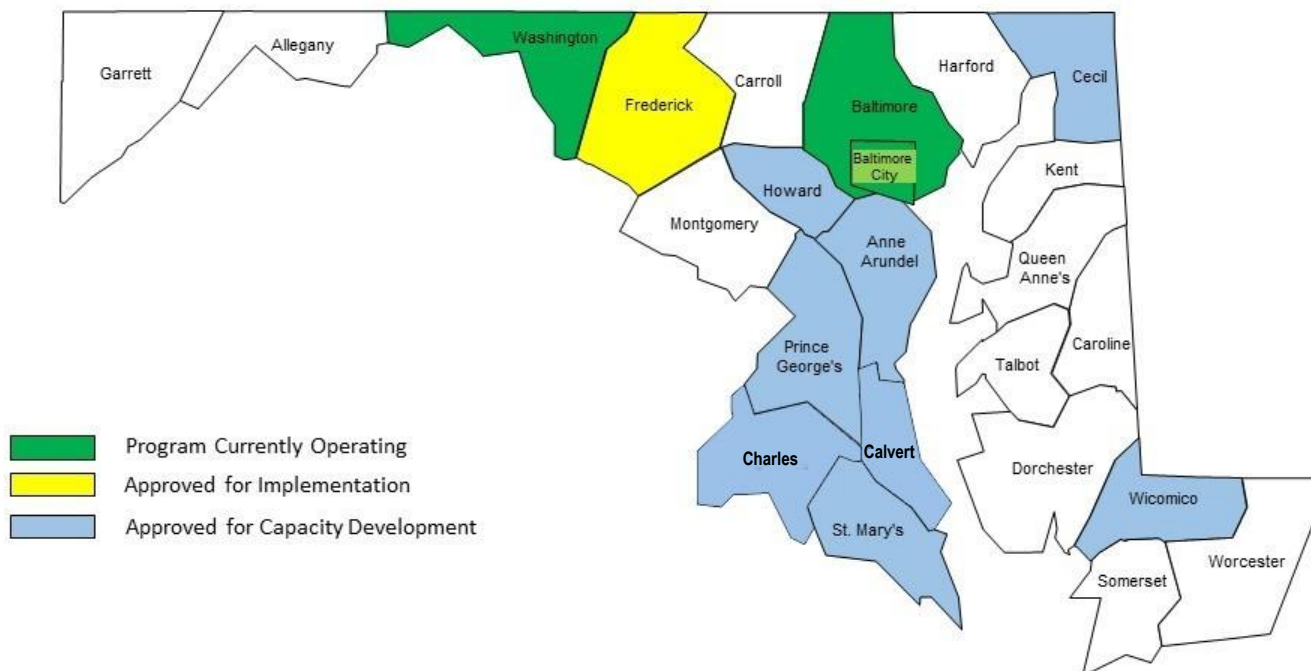 Garrett
Allegany
Washington
Frederick
Carroll
Baltimore
Baltimore
City
Harford
Cecil
Kent
Howard
Montgomery
Anne
Arundel
Queen
Anne's
Prince
George's
Talbot
Caroline
Charles
Calvert
Dorchester
Wicomico
St. Mary's
Somerset
Worcester
Program Currently Operating
Approved for Implementation
Approved for Capacity Development